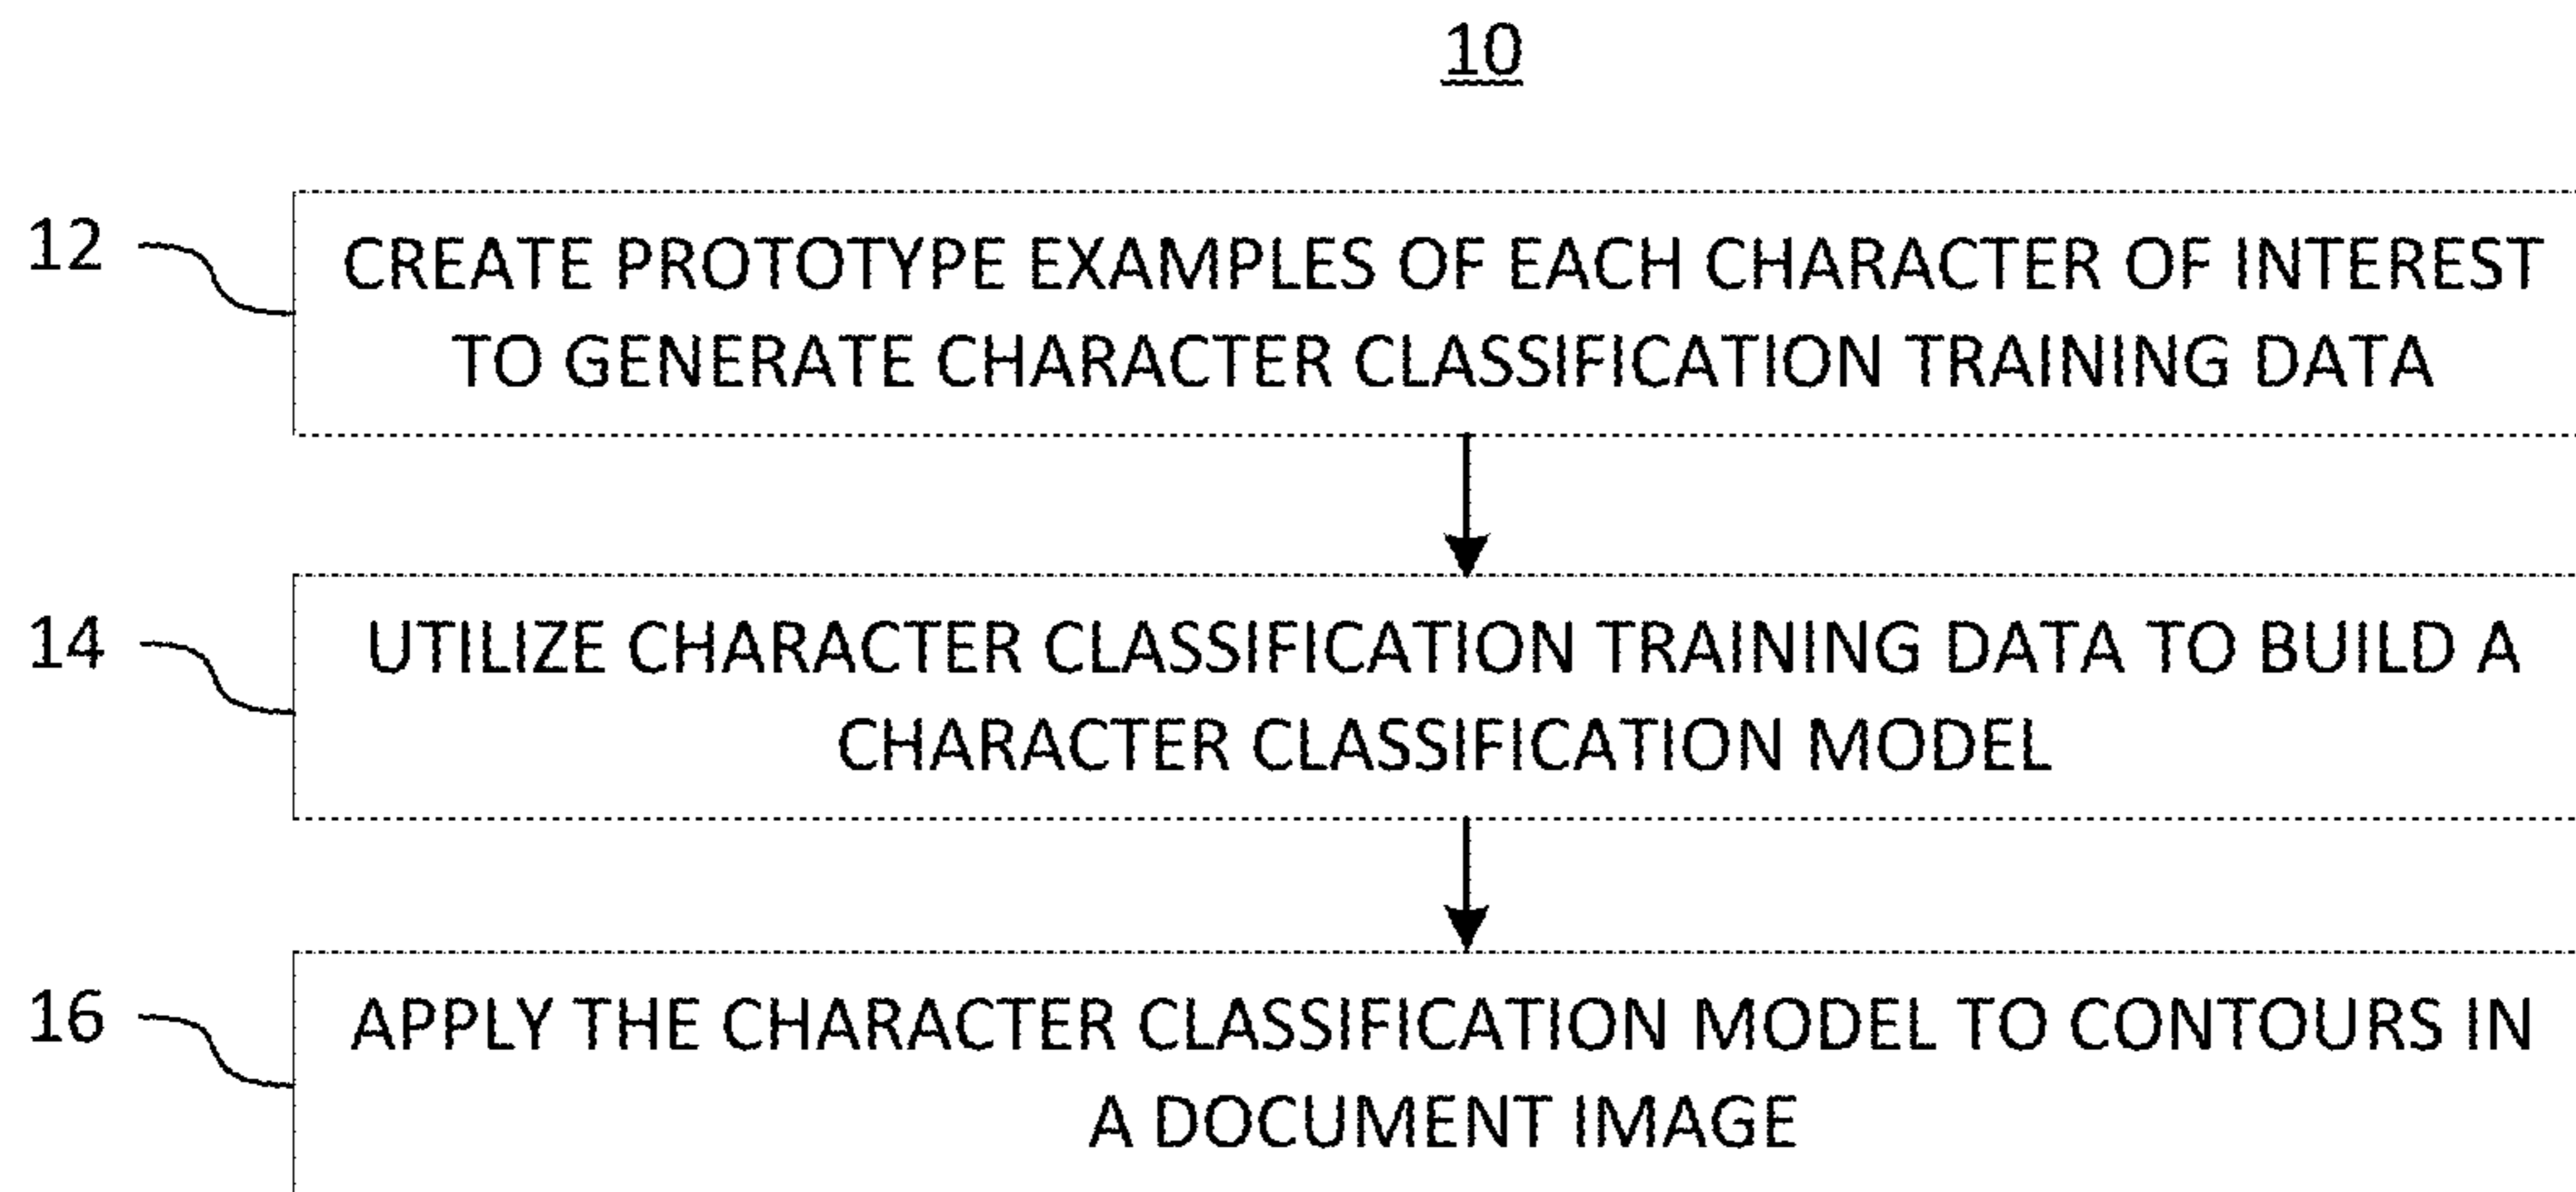 10
12
CREATE PROTOTYPE EXAMPLES OF EACH CHARACTER OF INTEREST
TO GENERATE CHARACTER CLASSIFICATION TRAINING DATA
14
UTILIZE CHARACTER CLASSIFICATION TRAINING DATA TO BUILD A
CHARACTER CLASSIFICATION MODEL
16
APPLY THE CHARACTER CLASSIFICATION MODEL TO CONTOURS IN
A DOCUMENT IMAGE